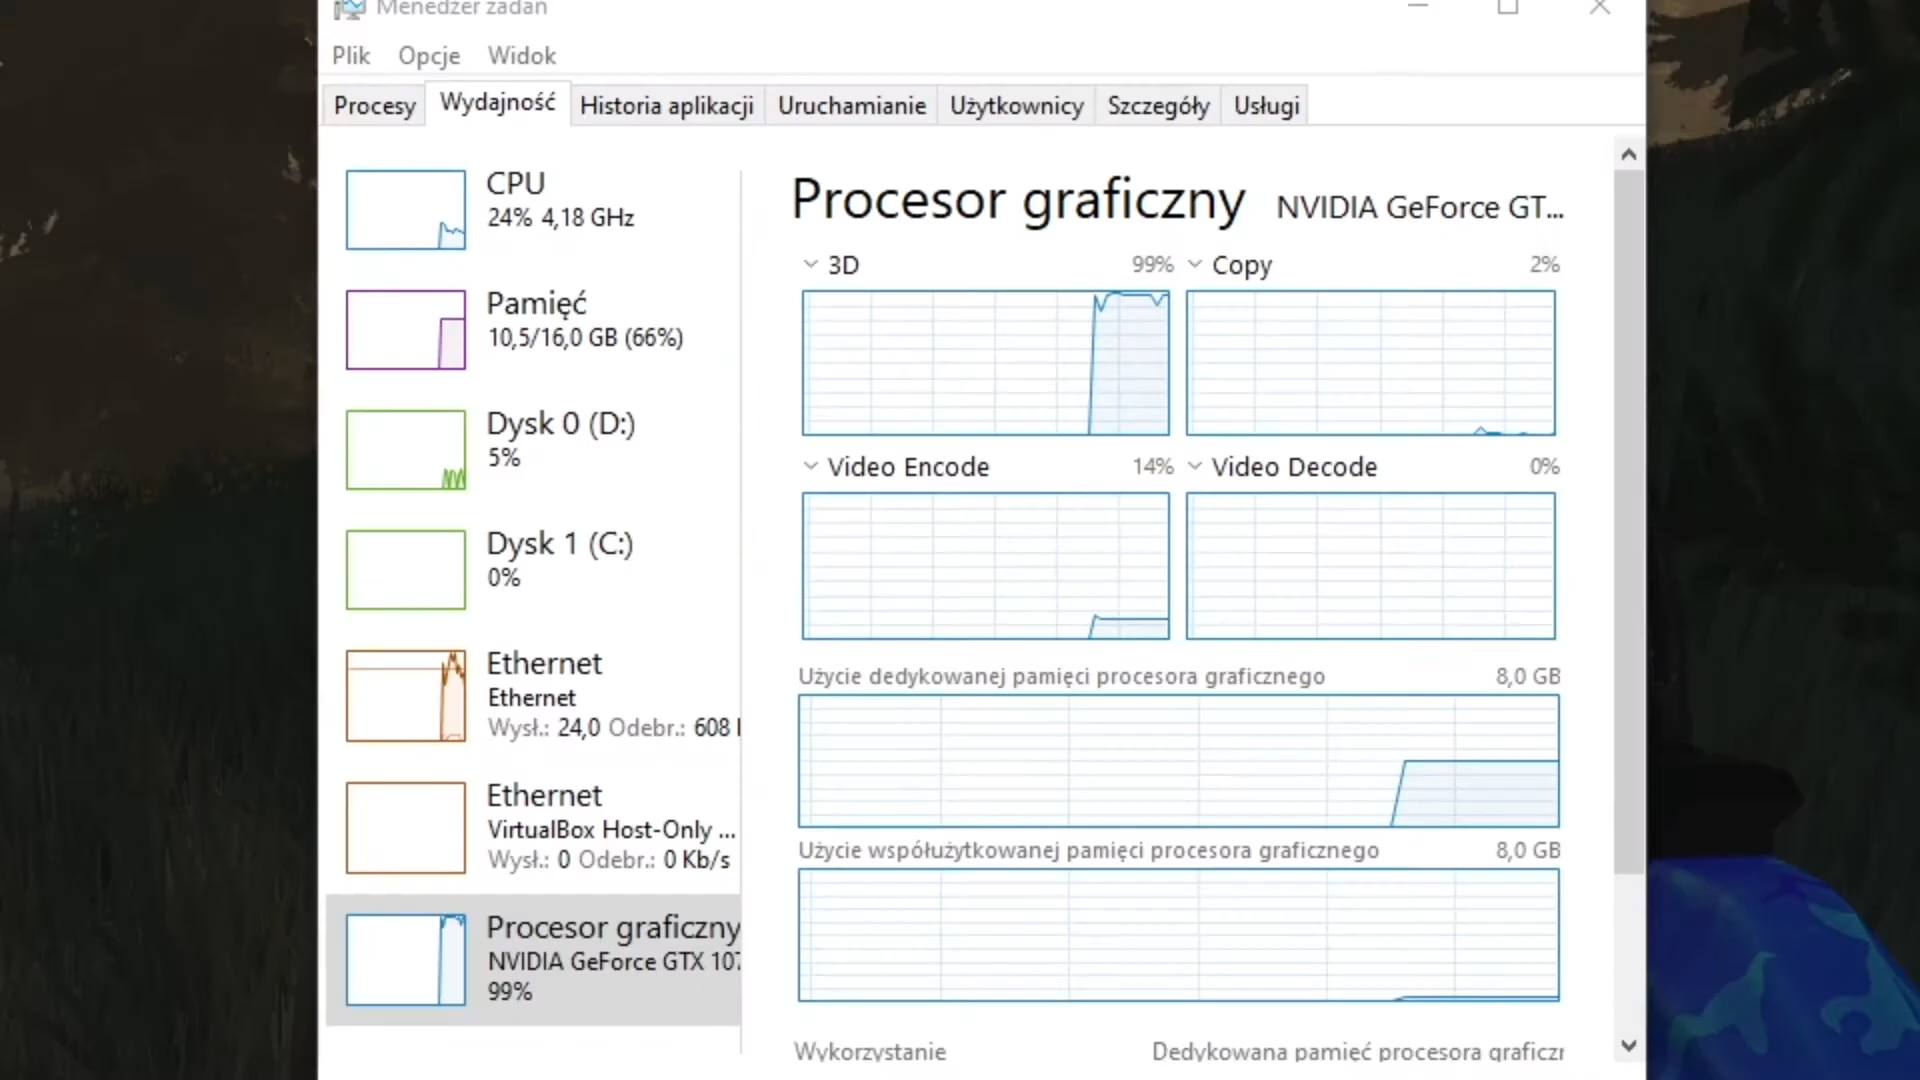 Menedżer zadań
Plik Opcje Widok
Procesy Wydajność Historia aplikacji Uruchamianie Użytkownicy Szczegóły Usługi
CPU
24% 4,18 GHz
Pamięć
10,5/16,0 GB (66%)
Dysk 0 (D:)
5%
Dysk 1 (C:)
0%
Ethernet
Ethernet
Wysł.: 24,0 Odebr.: 608
Ethernet
VirtualBox Host-Only ...
Wysł.: 0 Odebr.: 0 Kb/s
Procesor graficzny
NVIDIA GeForce GTX 107
99%
Procesor graficzny NVIDIA GeForce GT...
3D 99% Copy 2%
Video Encode 14% Video Decode 0%
Użycie dedykowanej pamięci procesora graficznego 8,0 GB
Użycie współużytkowanej pamięci procesora graficznego 8,0 GB
Wykorzystanie Dedykowana pamięć procesora